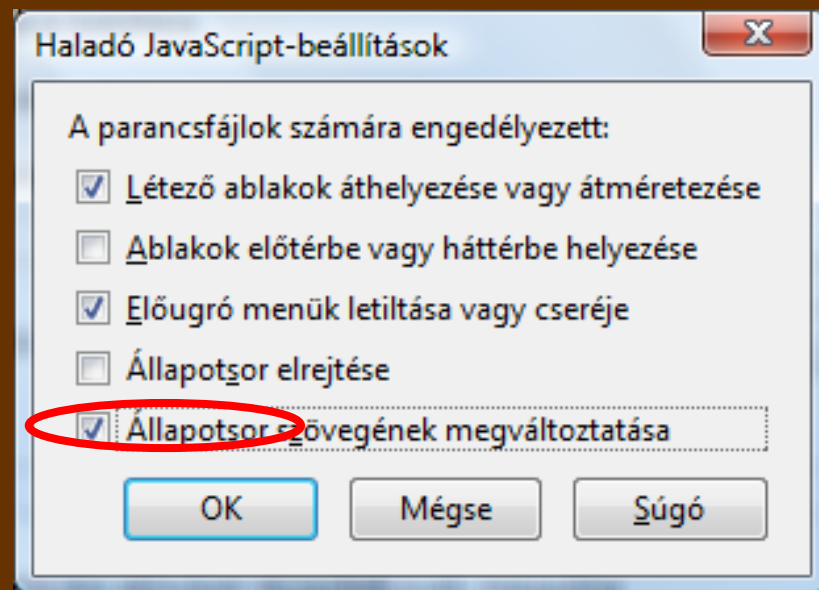 Haladó JavaScript-beállítások
A parancsfájlok számára engedélyezett:
Létező ablakok áthelyezése vagy átméretezése
Ablakok előtérbe vagy háttérbe helyezése
Előugró menük letiltása vagy cseréje
Állapotsor elrejtése
Állapotsor szövegének megváltoztatása
OK Mégse Súgó